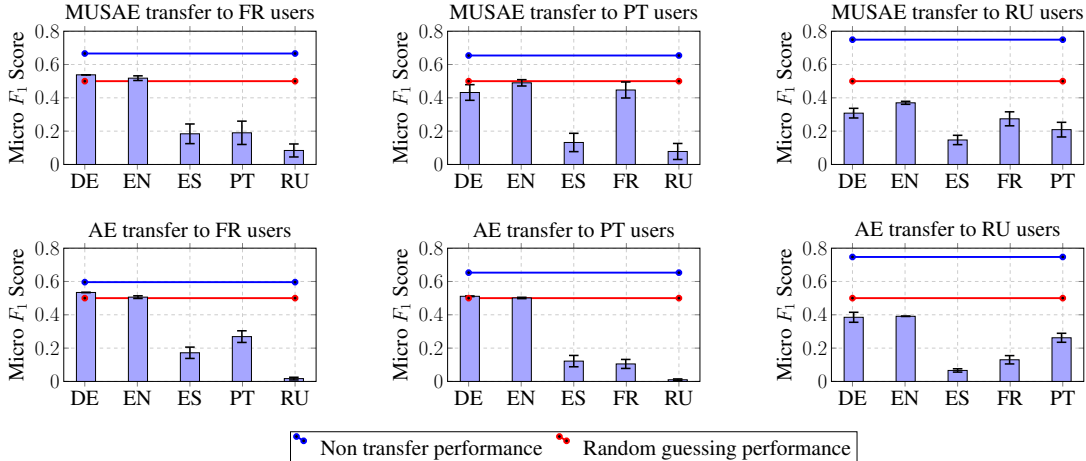 MUSAE transfer to FR users
MUSAE transfer to PT users
MUSAE transfer to RU users
Micro F1 Score
0.8
0.6
0.4
0.2
0
DE EN ES PT RU
Micro F1 Score
0.8
0.6
0.4
0.2
0
DE EN ES FR RU
Micro F1 Score
0.8
0.6
0.4
0.2
0
DE EN ES FR PT
AE transfer to FR users
AE transfer to PT users
AE transfer to RU users
Micro F1 Score
0.8
0.6
0.4
0.2
0
DE EN ES PT RU
Micro F1 Score
0.8
0.6
0.4
0.2
0
DE EN ES FR RU
Micro F1 Score
0.8
0.6
0.4
0.2
0
DE EN ES FR PT
Non transfer performance
Random guessing performance